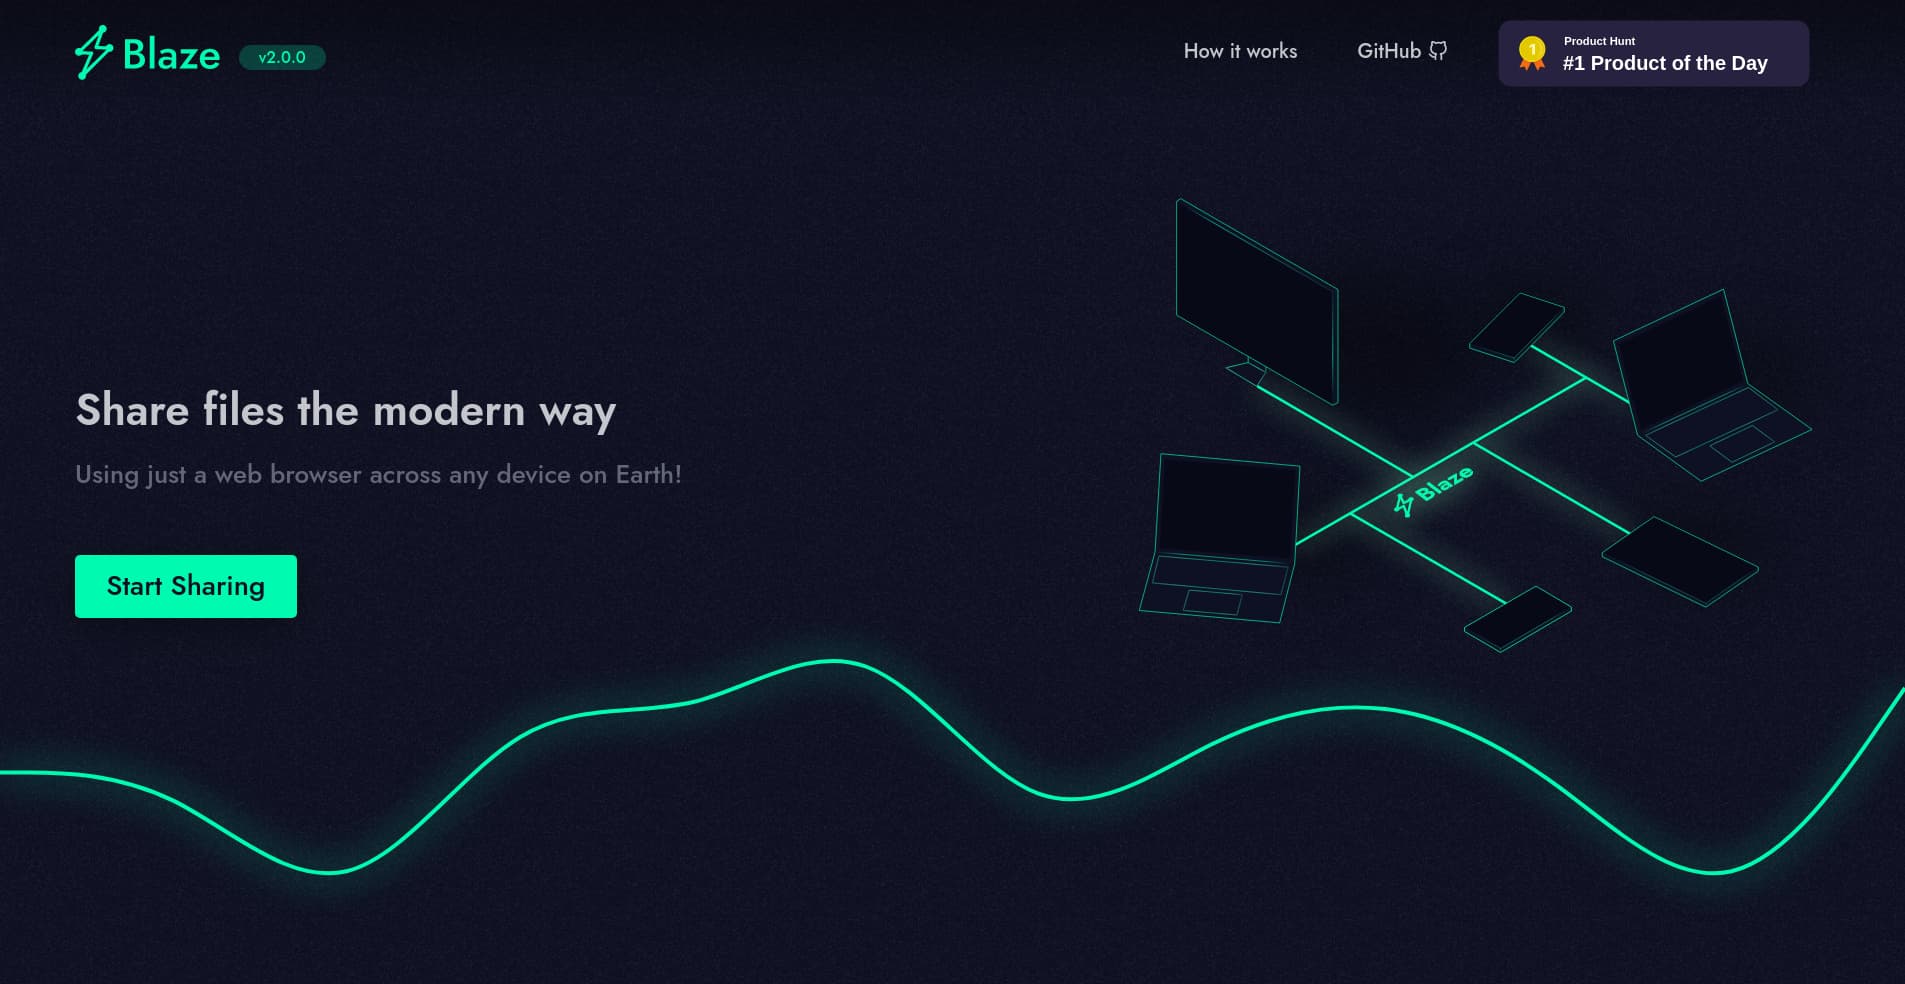 Blaze
v2.0.0
How it works
GitHub
1
Product Hunt
#1 Product of the Day
Share files the modern way
Using just a web browser across any device on Earth!
Start Sharing
Blaze